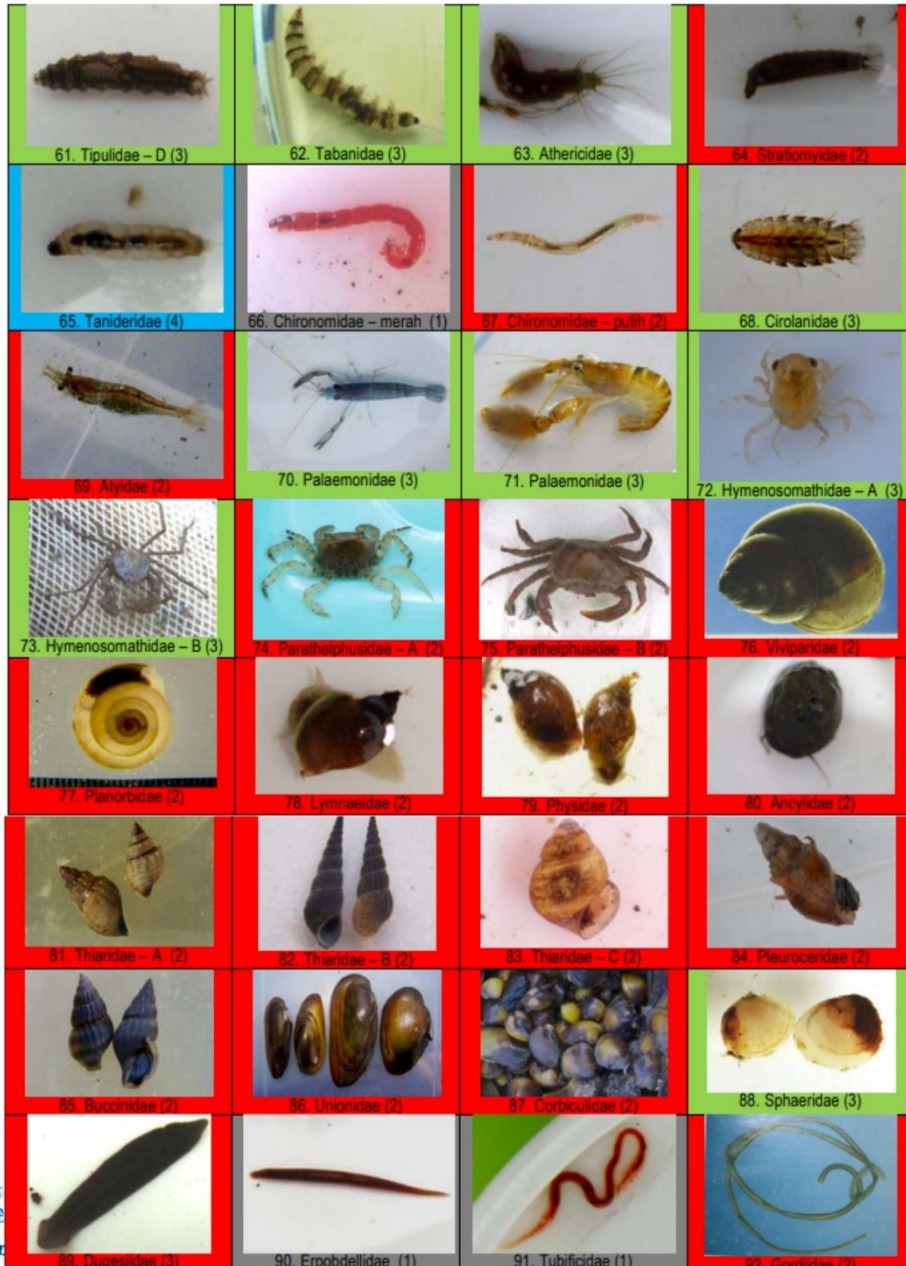 61. Tipulidae – D (3)
62. Tabanidae (3)
63. Athericidae (3)
64. Stratiomyidae (2)
65. Tanideridae (4)
66. Chironomidae – merah (1)
67. Chironomidae – putih (2)
68. Cirolanidae (3)
69. Atyidae (2)
70. Palaemonidae (3)
71. Palaemonidae (3)
72. Hymenosomathidae – A (3)
73. Hymenosomathidae – B (3)
74. Parathelphusidae – A (2)
75. Parathelphusidae – B (2)
76. Viviparidae (2)
77. Planorbidae (2)
78. Lymnaeidae (2)
79. Physidae (2)
80. Ancylidae (2)
81. Thiaridae – A (2)
82. Thiaridae – B (2)
83. Thiaridae – C (2)
84. Pleuroceridae (2)
85. Buccinidae (2)
86. Unionidae (2)
87. Corbiculidae (2)
88. Sphaeridae (3)
89. Dugesiidae (3)
90. Erpobdellidae (1)
91. Tubificidae (1)
92. Gordiidae (2)